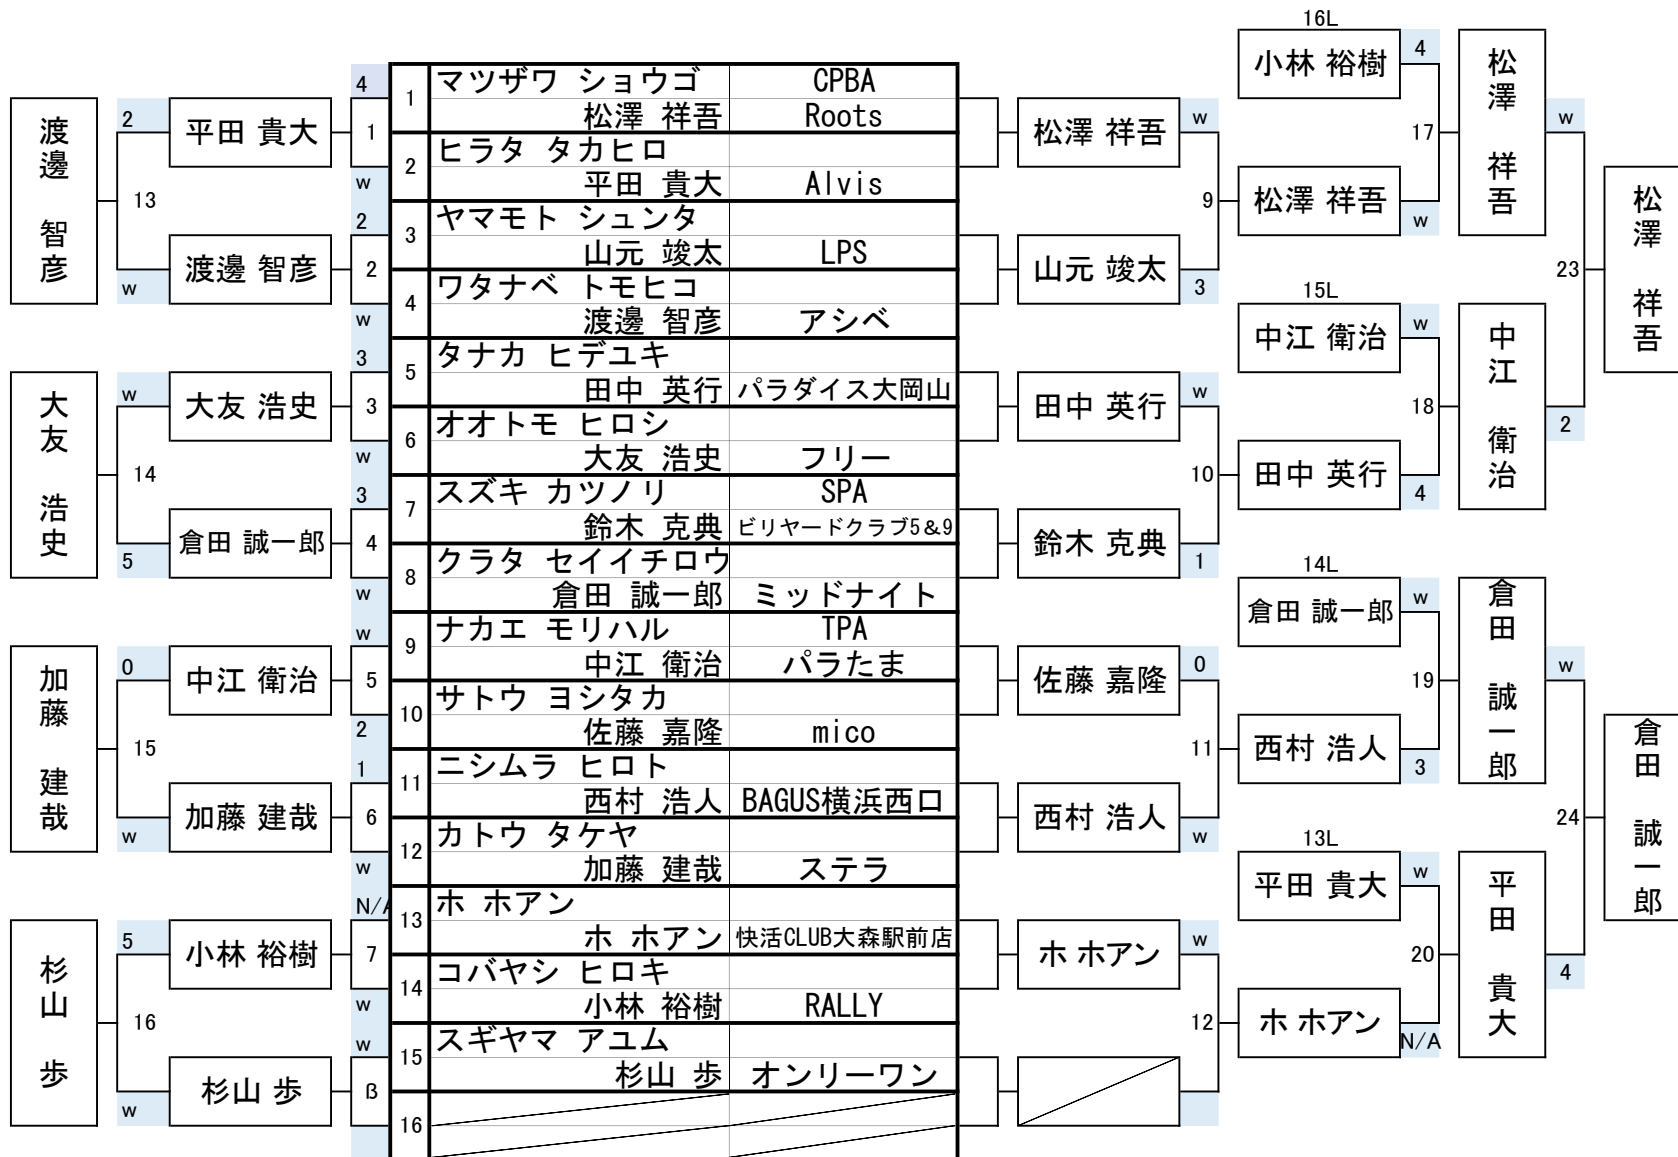 渡邊 智彦
2
13
w
平田 貴大
渡邊 智彦
4
1
w
2
2
w
大友 浩史
w
14
5
大友 浩史
倉田 誠一郎
3
3
w
3
4
w
加藤 建哉
0
15
w
中江 衛治
加藤 建哉
w
5
2
1
6
w
杉山 歩
5
16
w
小林 裕樹
杉山 歩
N/A
7
w
w
ß
1 マツザワ ショウゴ CPBA
松澤 祥吾 Roots
2 ヒラタ タカヒロ
平田 貴大 Alvis
3 ヤマモト シュンタ
山元 竣太 LPS
4 ワタナベ トモヒコ
渡邊 智彦 アシベ
5 タナカ ヒデユキ
田中 英行 パラダイス大岡山
6 オオトモ ヒロシ
大友 浩史 フリー
7 スズキ カツノリ SPA
鈴木 克典 ビリヤードクラブ5&9
8 クラタ セイイチロウ
倉田 誠一郎 ミッドナイト
9 ナカエ モリハル TPA
中江 衛治 パラたま
10 サトウ ヨシタカ
佐藤 嘉隆 mico
11 ニシムラ ヒロト
西村 浩人 BAGUS横浜西口
12 カトウ タケヤ
加藤 建哉 ステラ
13 ホ ホアン
ホ ホアン 快活CLUB大森駅前店
14 コバヤシ ヒロキ
小林 裕樹 RALLY
15 スギヤマ アユム
杉山 歩 オンリーワン
16
松澤 祥吾
w
9
山元 竣太
3
田中 英行
w
10
鈴木 克典
1
佐藤 嘉隆
0
11
西村 浩人
w
ホ ホアン
w
12
16L
小林 裕樹
4
17
松澤 祥吾
w
15L
中江 衛治
w
18
田中 英行
4
14L
倉田 誠一郎
w
19
西村 浩人
3
13L
平田 貴大
w
20
ホ ホアン
N/A
松澤 祥吾
w
23
中江 衛治
2
倉田 誠一郎
w
24
平田 貴大
4
松澤 祥吾
倉田 誠一郎